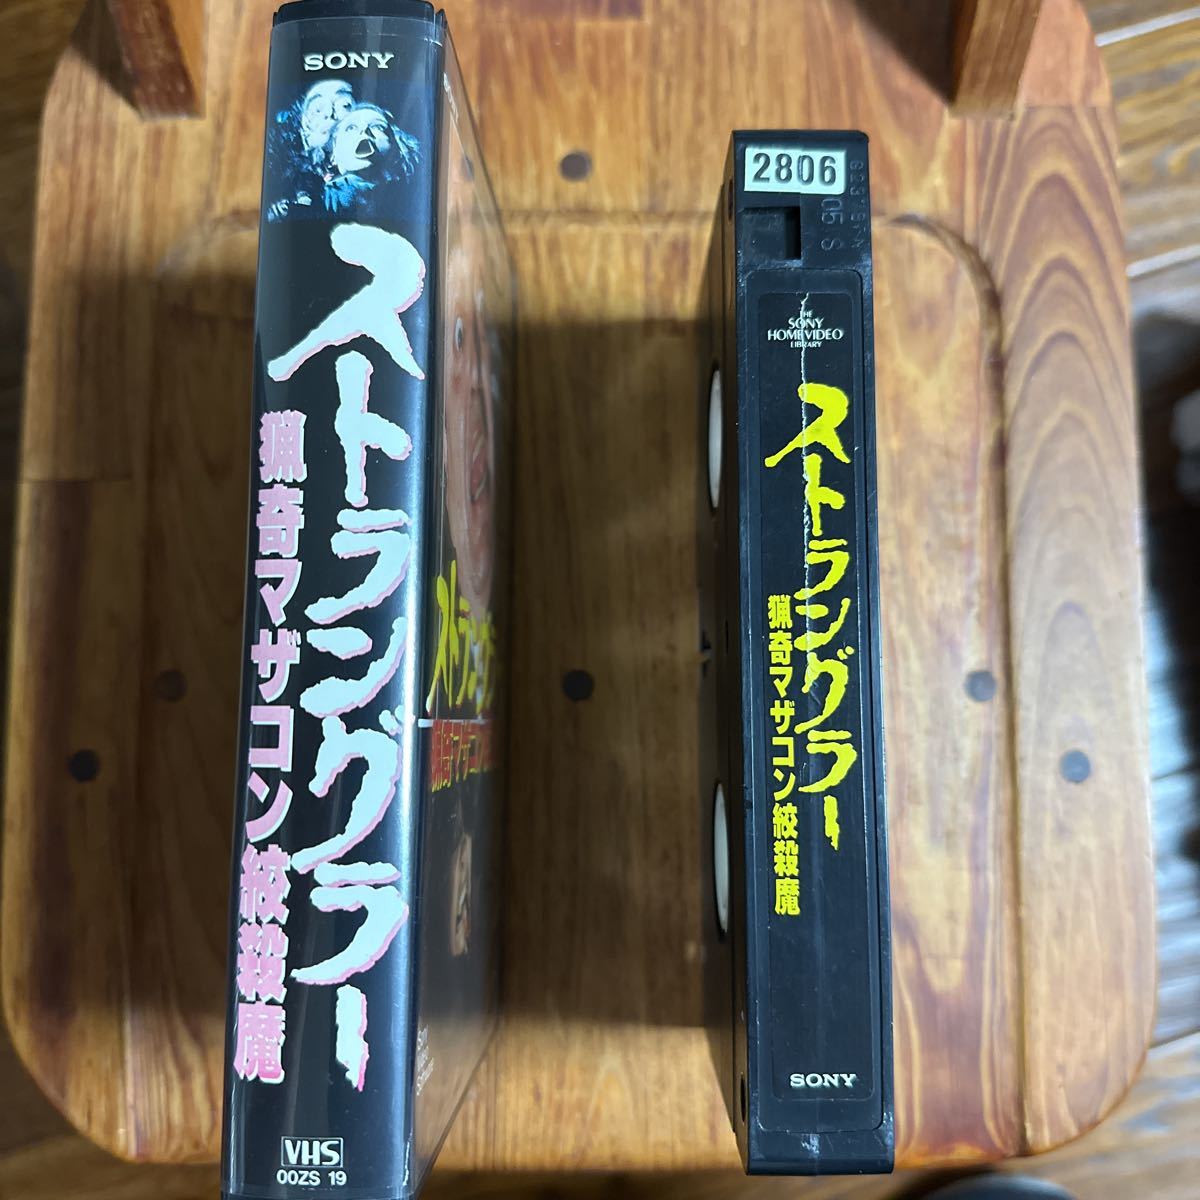 SONY
ストラングラー
猟奇マザコン絞殺魔
VHS
00ZS 19
2806
THE
SONY
HOME VIDEO
LIBRARY
ストラングラー
猟奇マザコン絞殺魔
SONY